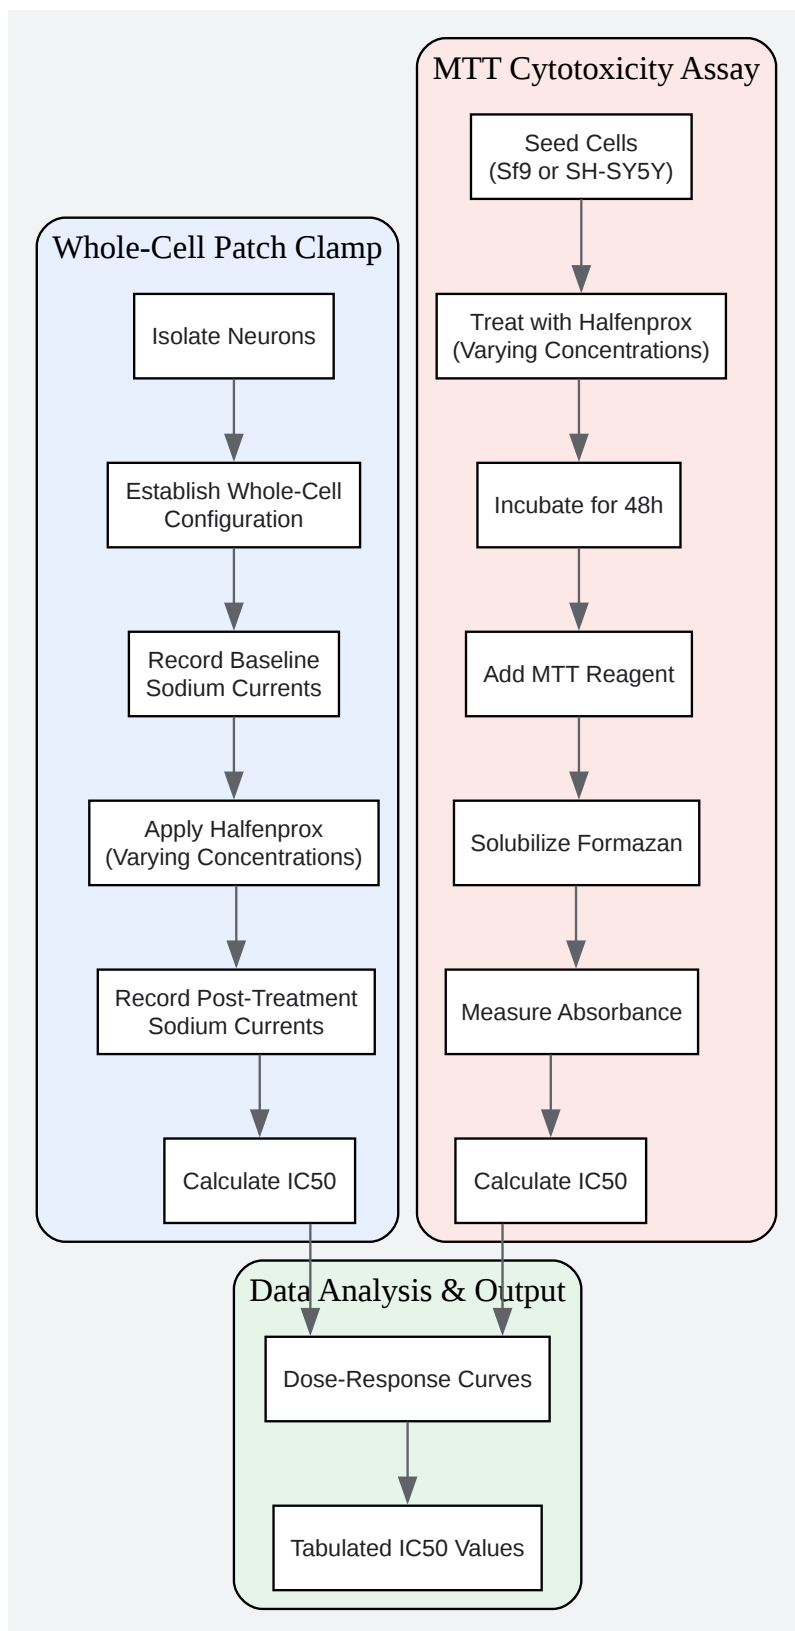 Whole-Cell Patch Clamp
Isolate Neurons
Establish Whole-Cell
Configuration
Record Baseline
Sodium Currents
Apply Halfenprox
(Varying Concentrations)
Record Post-Treatment
Sodium Currents
Calculate IC50
MTT Cytotoxicity Assay
Seed Cells
(Sf9 or SH-SY5Y)
Treat with Halfenprox
(Varying Concentrations)
Incubate for 48h
Add MTT Reagent
Solubilize Formazan
Measure Absorbance
Calculate IC50
Data Analysis & Output
Dose-Response Curves
Tabulated IC50 Values